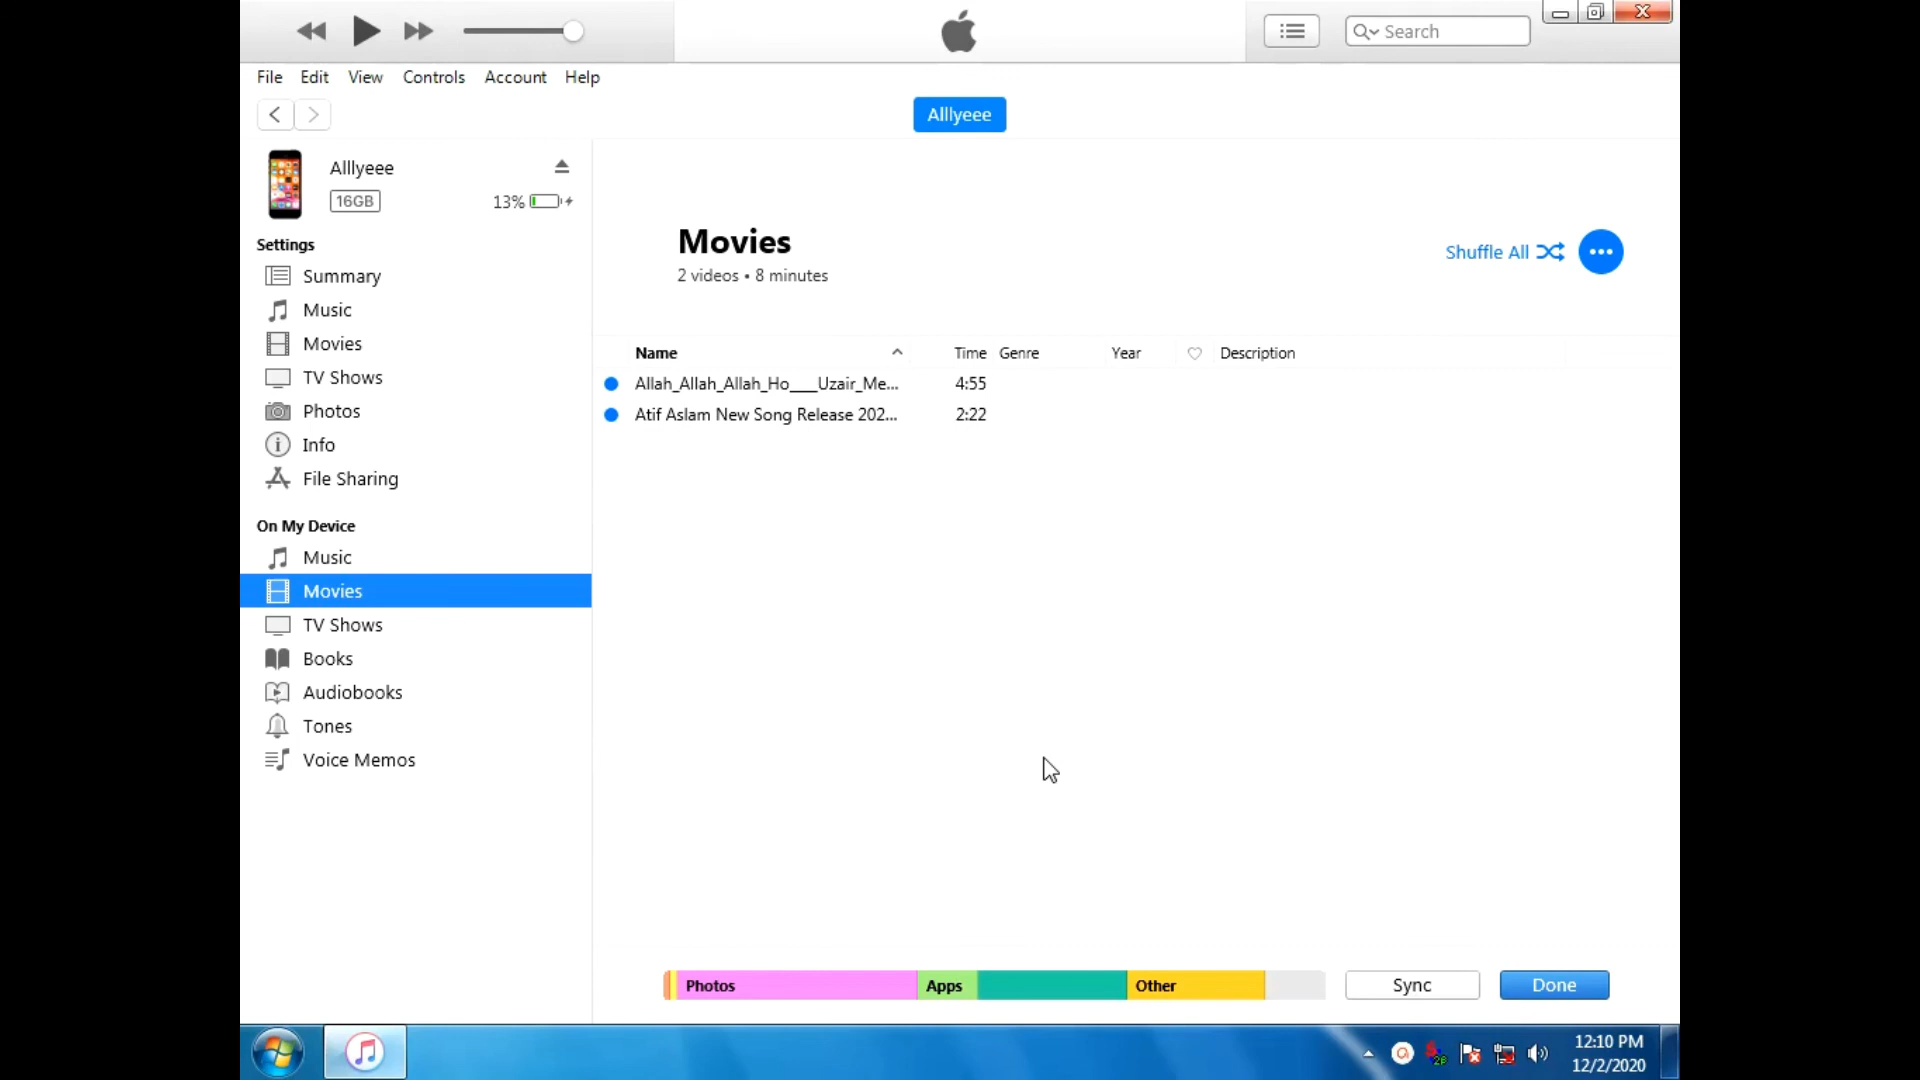 Search
File Edit View Controls Account Help
Alllyeee
Alllyeee
16GB 13%
Settings
Summary
Music
Movies
TV Shows
Photos
Info
File Sharing
On My Device
Music
Movies
TV Shows
Books
Audiobooks
Tones
Voice Memos
Movies
2 videos • 8 minutes
Shuffle All
Name Time Genre Year Description
Allah_Allah_Allah_Ho___Uzair_Me... 4:55
Atif Aslam New Song Release 202... 2:22
Photos Apps Other Sync Done
12:10 PM
12/2/2020